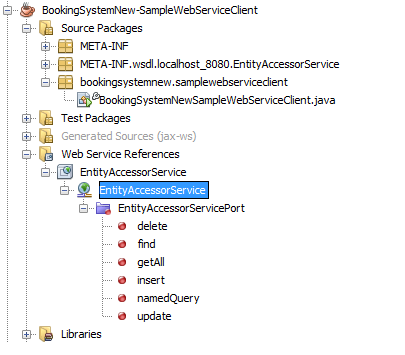 BookingSystemNew-SampleWebServiceClient
Source Packages
META-INF
META-INF.wsdl.localhost_8080.EntityAccessorService
bookingsystemnew.samplewebserviceclient
BookingSystemNewSampleWebServiceClient.java
Test Packages
Generated Sources (jax-ws)
Web Service References
EntityAccessorService
EntityAccessorService
EntityAccessorServicePort
delete
find
getAll
insert
namedQuery
update
Libraries